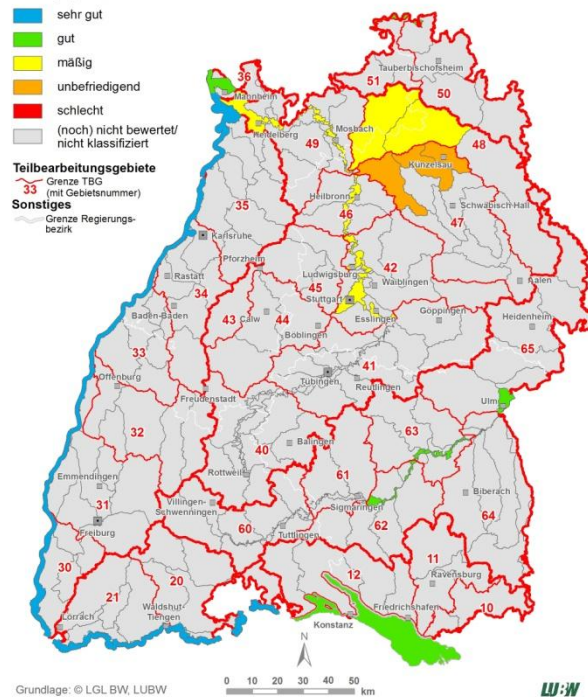 sehr gut
gut
mäßig
unbefriedigend
schlecht
(noch) nicht bewertet/
nicht klassifiziert
Teilbearbeitungsgebiete
33 Grenze TBG
(mit Gebietsnummer)
Sonstiges
Grenze Regierungs-
bezirk
Tauberbischofsheim
36
51
50
Mannheim
Heidelberg
Mosbach
49
48
Künzelsau
Heilbronn
46
Schwäbisch-Hall
47
35
Karlsruhe
Pforzheim
Ludwigsburg
42
45
Waiblingen
Stuttgart
Aalen
Rastatt
34
Baden-Baden
43
Calw
44
Esslingen
Göppingen
Heidenheim
Böblingen
33
65
41
Offenburg
Tübingen
Reutlingen
Freudenstadt
Ulm
32
63
40
Balingen
Emmendingen
Rottweil
61
Biberach
Villingen-
Schwenningen
Sigmaringen
31
64
Freiburg
60
62
Tuttlingen
30
11
12
Ravensburg
20
21
10
Lörrach
Waldshut-
Tiengen
Konstanz
Friedrichshafen
N
Grundlage: © LGL BW, LUBW
0 10 20 30 40 50
km
LUBW